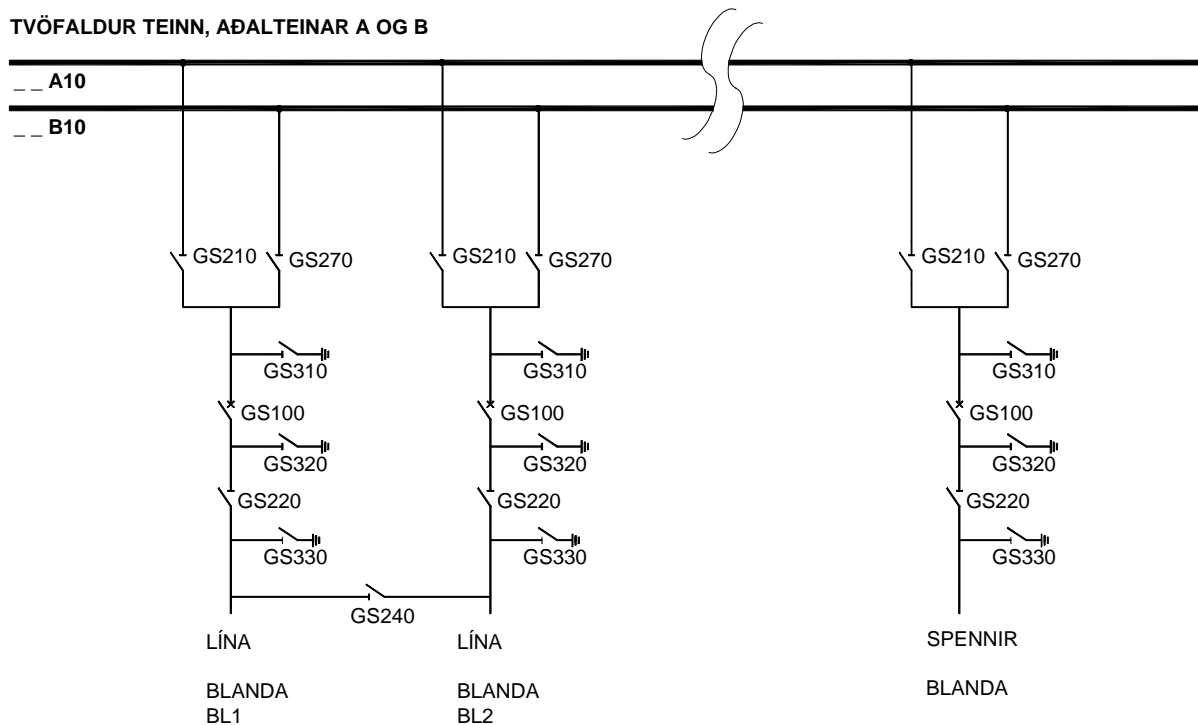 TVÖFALDUR TEINN, AÐALTEINAR A OG B
_ _ A10
_ _ B10
GS210 GS270 GS210 GS270 GS210 GS270
GS310 GS310 GS310
GS100 GS100 GS100
GS320 GS320 GS320
GS220 GS220 GS220
GS330 GS330 GS330
GS240
LÍNA LÍNA SPENNIR
BLANDA BLANDA BLANDA
BL1 BL2